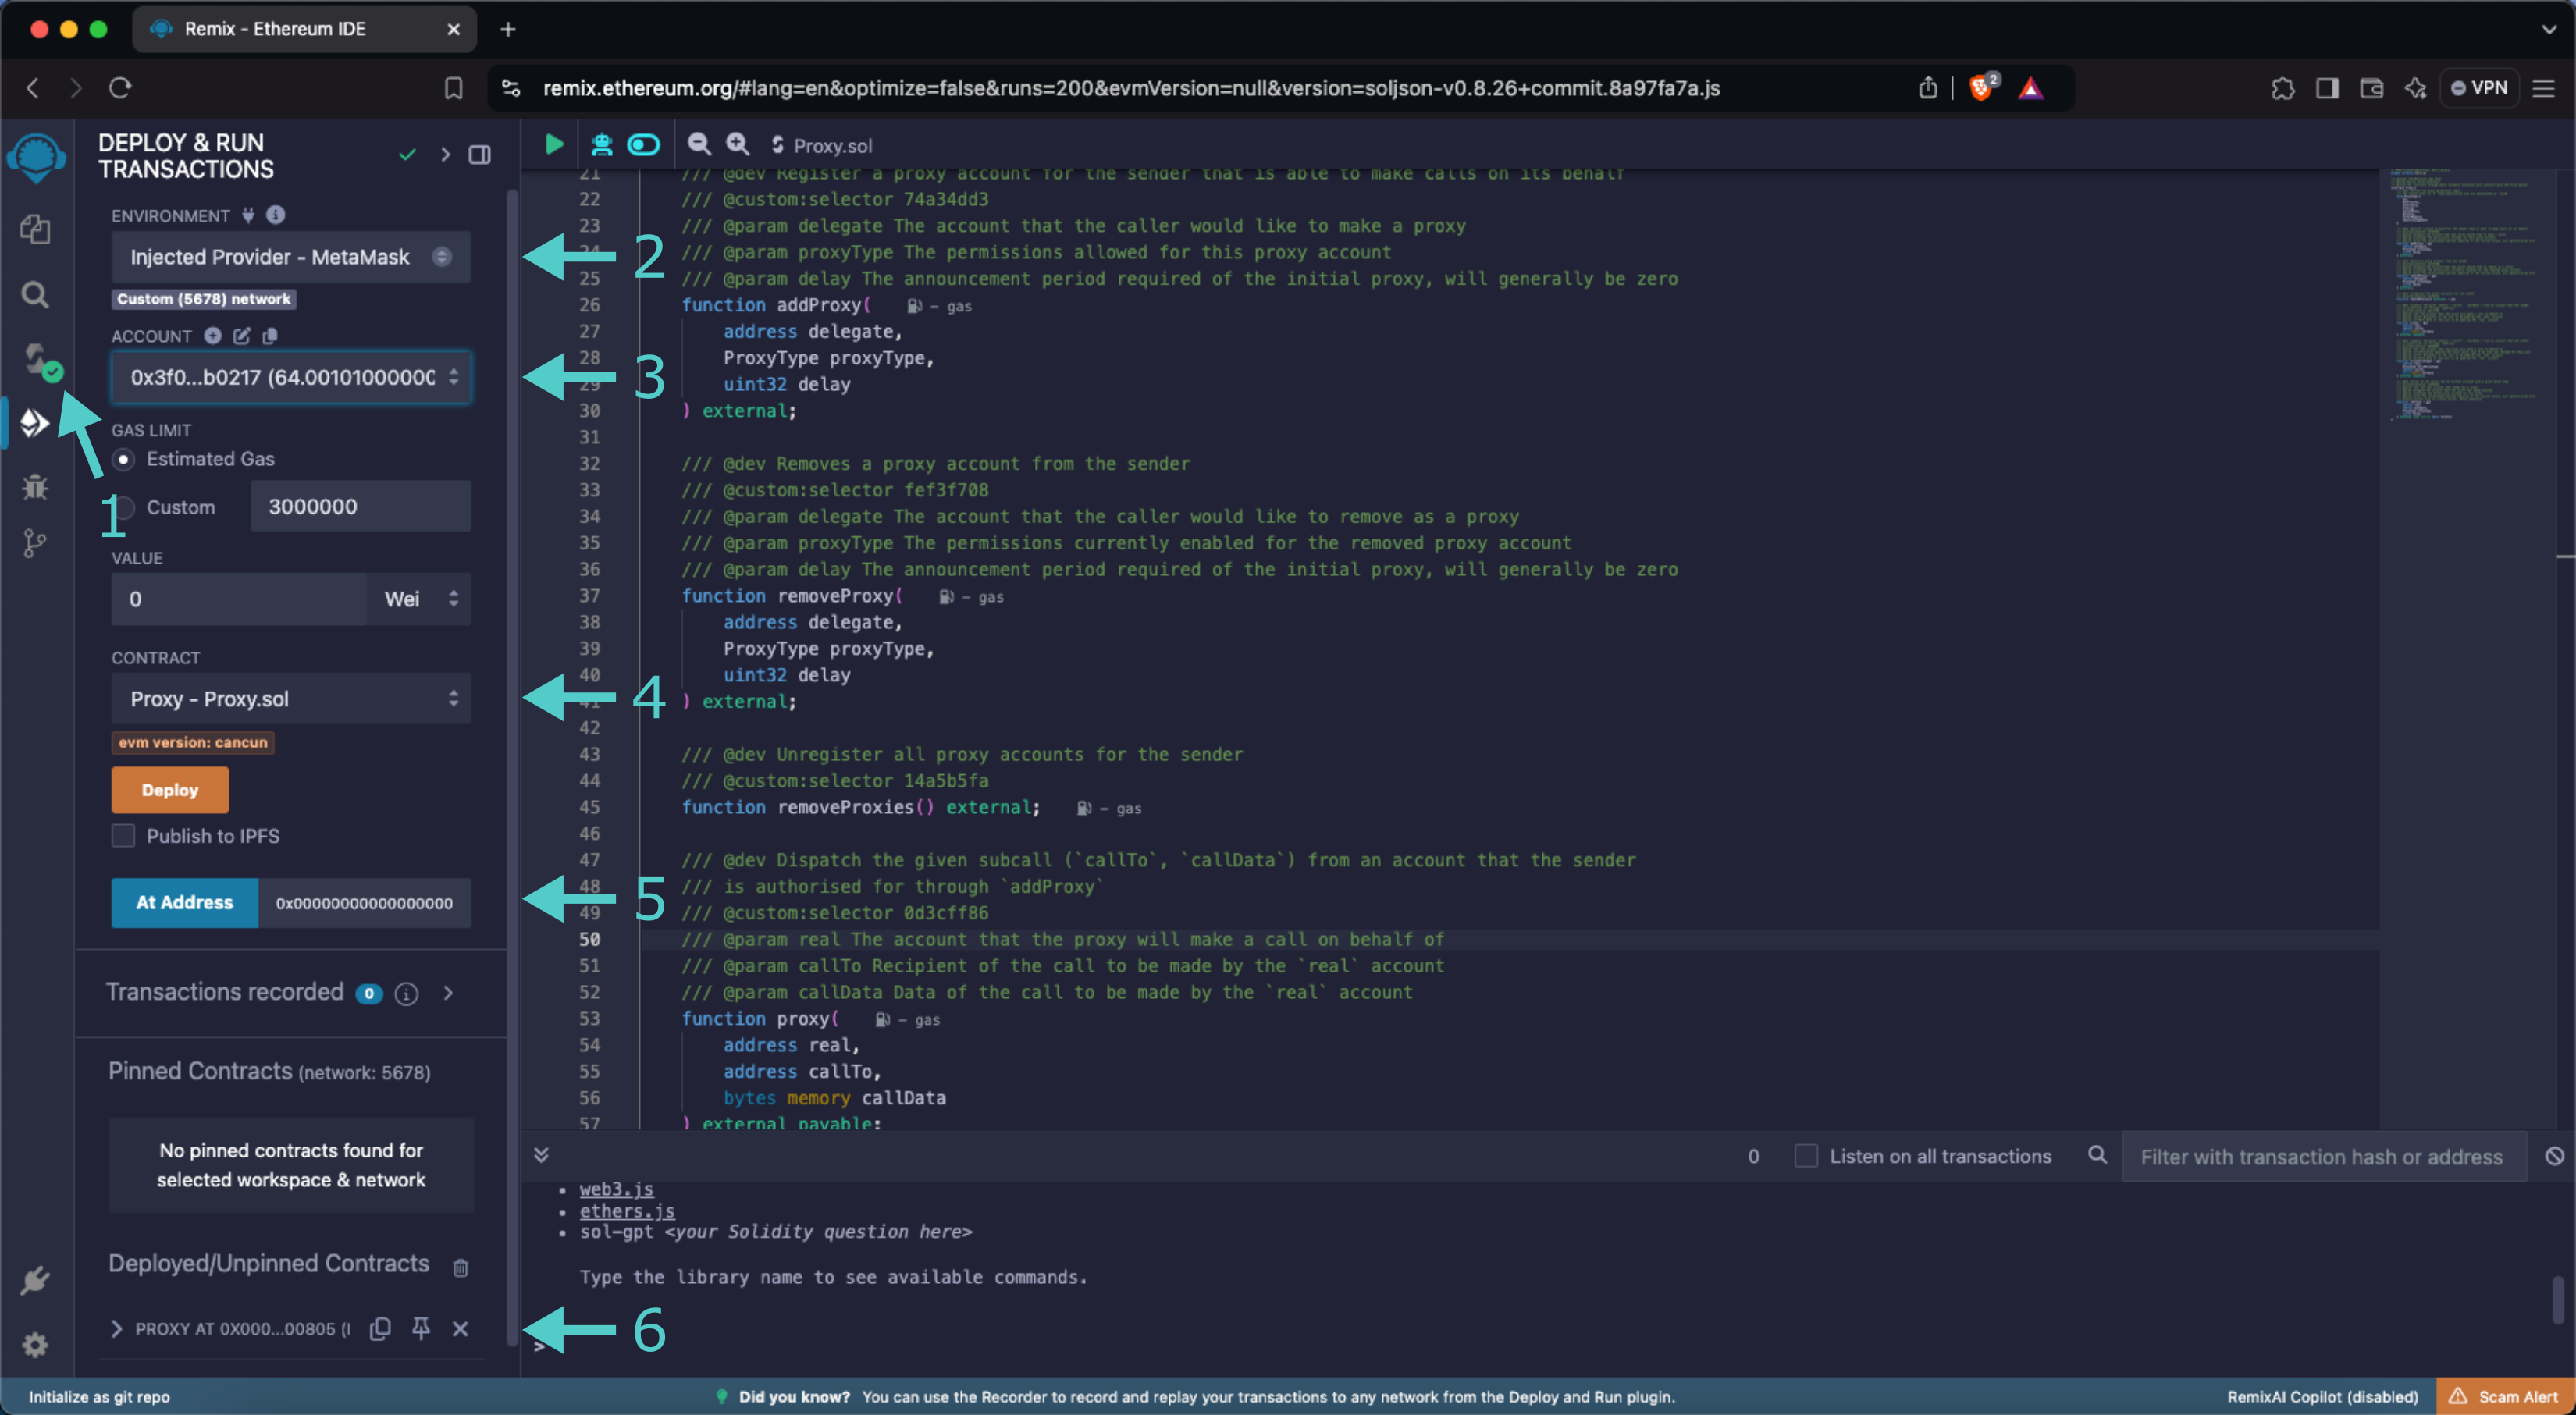 Remix - Ethereum IDE
remix.ethereum.org/#lang=en&optimize=false&runs=200&evmVersion=null&version=soljson-v0.8.26+commit.8a97fa7a.js
2
VPN
DEPLOY & RUN
TRANSACTIONS
ENVIRONMENT
Injected Provider - MetaMask
Custom (5678) network
ACCOUNT
0x3f0...b0217 (64.00101000000
GAS LIMIT
Estimated Gas
Custom
3000000
VALUE
0
Wei
CONTRACT
Proxy - Proxy.sol
evm version: cancun
Deploy
Publish to IPFS
At Address
0x00000000000000000
Transactions recorded 0
Pinned Contracts (network: 5678)
No pinned contracts found for
selected workspace & network
Deployed/Unpinned Contracts
PROXY AT 0X000...00805 (
1
2
3
4
5
6
Proxy.sol
21 /// @dev Register a proxy account for the sender that is able to make calls on its behalf
22 /// @custom:selector 74a34dd3
23 /// @param delegate The account that the caller would like to make a proxy
24 /// @param proxyType The permissions allowed for this proxy account
25 /// @param delay The announcement period required of the initial proxy, will generally be zero
26 function addProxy( - gas
27 address delegate,
28 ProxyType proxyType,
29 uint32 delay
30 ) external;
31
32 /// @dev Removes a proxy account from the sender
33 /// @custom:selector fef3f708
34 /// @param delegate The account that the caller would like to remove as a proxy
35 /// @param proxyType The permissions currently enabled for the removed proxy account
36 /// @param delay The announcement period required of the initial proxy, will generally be zero
37 function removeProxy( - gas
38 address delegate,
39 ProxyType proxyType,
40 uint32 delay
41 ) external;
42
43 /// @dev Unregister all proxy accounts for the sender
44 /// @custom:selector 14a5b5fa
45 function removeProxies() external; - gas
46
47 /// @dev Dispatch the given subcall (`callTo`, `callData`) from an account that the sender
48 /// is authorised for through `addProxy`
49 /// @custom:selector 0d3cff86
50 /// @param real The account that the proxy will make a call on behalf of
51 /// @param callTo Recipient of the call to be made by the `real` account
52 /// @param callData Data of the call to be made by the `real` account
53 function proxy( - gas
54 address real,
55 address callTo,
56 bytes memory callData
57 ) external payable;
0
Listen on all transactions
Filter with transaction hash or address
• web3.js
• ethers.js
• sol-gpt <your Solidity question here>
Type the library name to see available commands.
>
Initialize as git repo
Did you know? You can use the Recorder to record and replay your transactions to any network from the Deploy and Run plugin.
RemixAI Copilot (disabled)
Scam Alert